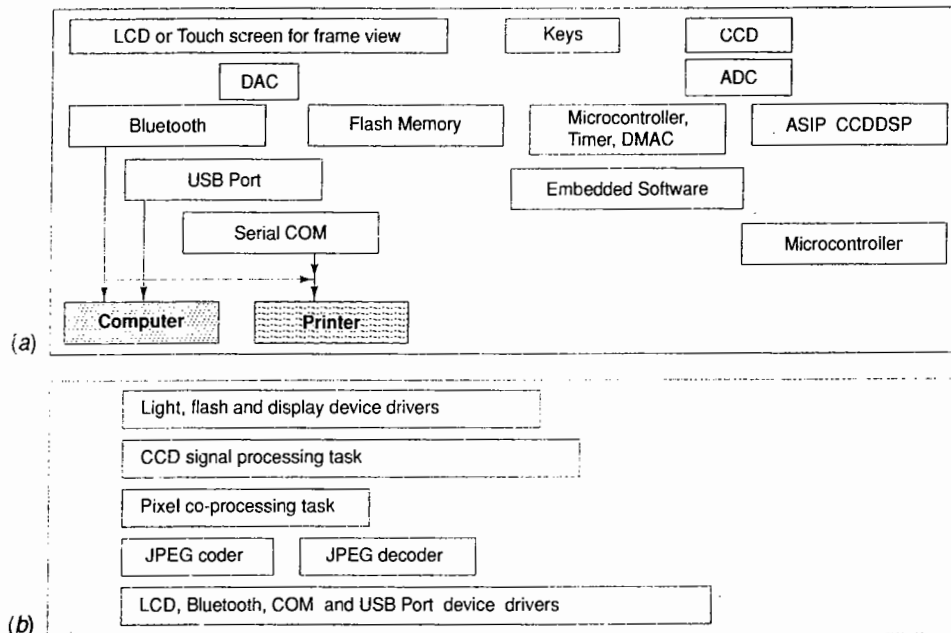 LCD or Touch screen for frame view
Keys
CCD
DAC
ADC
Bluetooth
Flash Memory
Microcontroller,
Timer, DMAC
ASIP CCDDSP
USB Port
Embedded Software
Serial COM
Microcontroller
Computer
Printer
(a)
Light, flash and display device drivers
CCD signal processing task
Pixel co-processing task
JPEG coder
JPEG decoder
LCD, Bluetooth, COM and USB Port device drivers
(b)